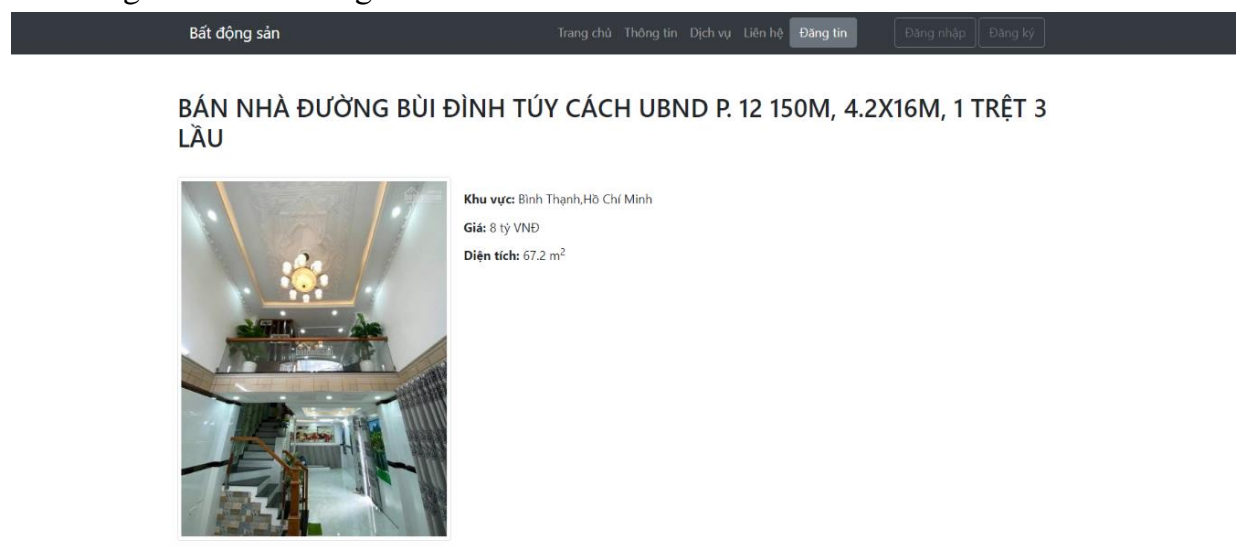 Bất động sản Trang chủ Thông tin Dịch vụ Liên hệ Đăng tin Đăng nhập Đăng ký
BÁN NHÀ ĐƯỜNG BÙI ĐÌNH TÚY CÁCH UBND P. 12 150M, 4.2X16M, 1 TRỆT 3
LẦU
Khu vực: Bình Thạnh,Hồ Chí Minh
Giá: 8 tỷ VNĐ
Diện tích: 67.2 m²